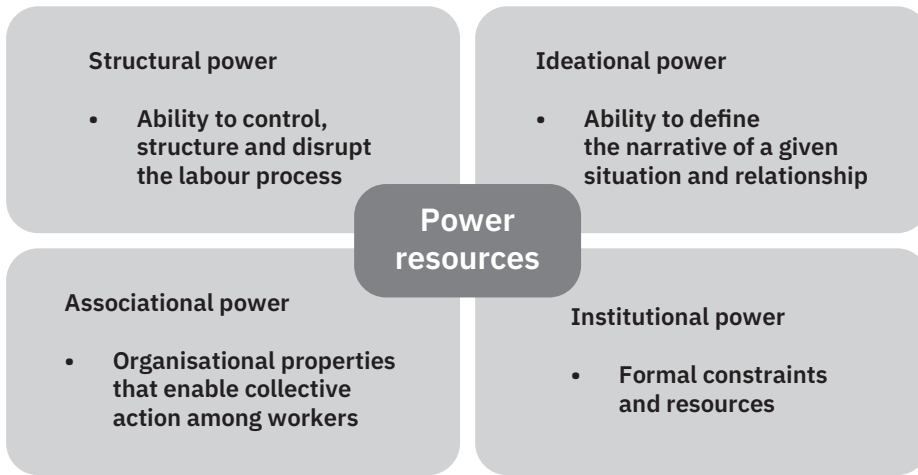 Structural power
• Ability to control,
structure and disrupt
the labour process
Ideational power
• Ability to define
the narrative of a given
situation and relationship
Power
resources
Associational power
• Organisational properties
that enable collective
action among workers
Institutional power
• Formal constraints
and resources